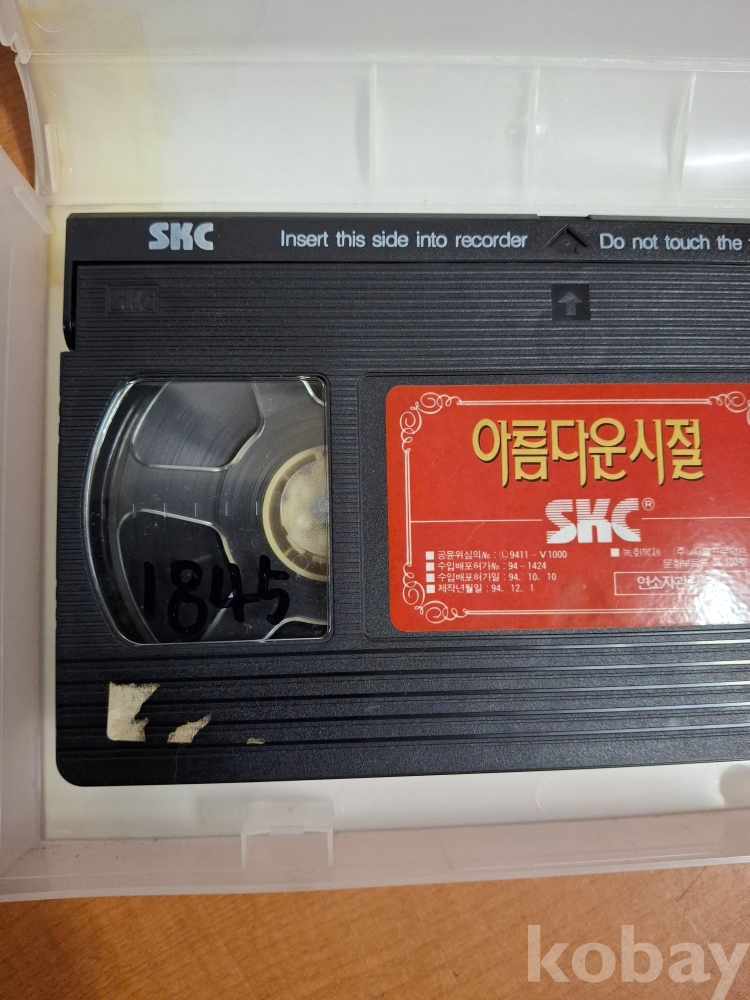 SKC Insert this side into recorder Do not touch the
SKC
아름다운시절
SKC®
■ 공윤위심의№ : Ⓛ9411 - V1000 ■ 녹화복제
■ 수입배포허가№ : 94 - 1424
■ 수입배포허가일 : 94. 10. 10
■ 제작년월일 : 94. 12. 1
연소자관
1845
kobay